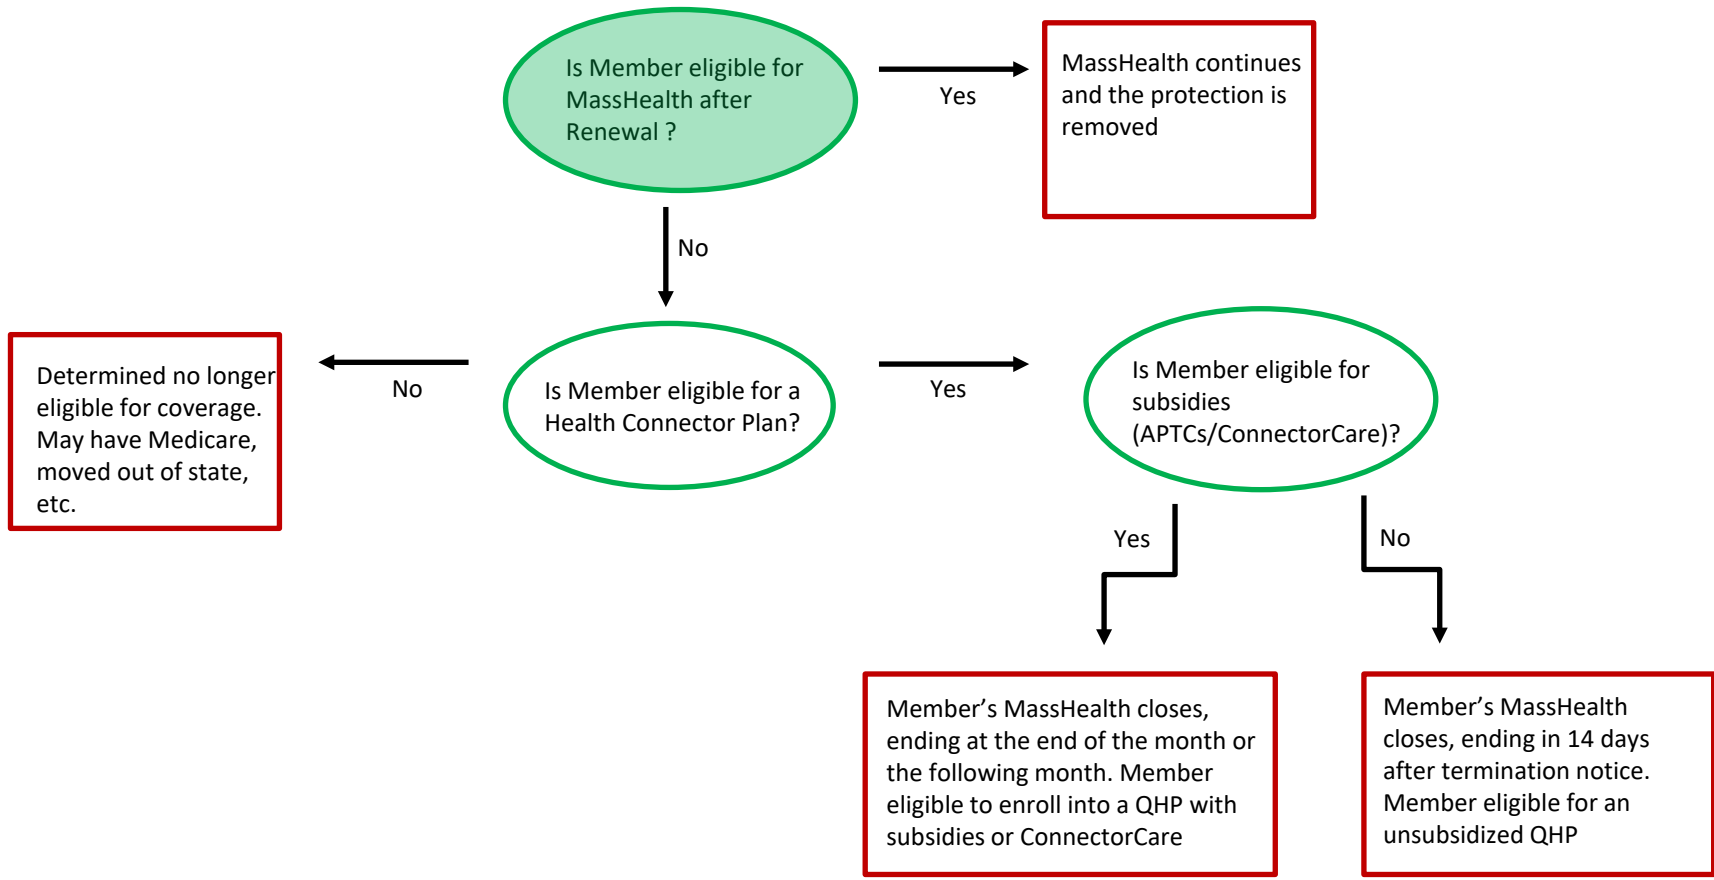 Is Member eligible for
MassHealth after
Renewal ?
Yes
MassHealth continues
and the protection is
removed
No
Determined no longer
eligible for coverage.
May have Medicare,
moved out of state,
etc.
No
Is Member eligible for a
Health Connector Plan?
Yes
Is Member eligible for
subsidies
(APTCs/ConnectorCare)?
Yes
No
Member’s MassHealth closes,
ending at the end of the month or
the following month. Member
eligible to enroll into a QHP with
subsidies or ConnectorCare
Member’s MassHealth
closes, ending in 14 days
after termination notice.
Member eligible for an
unsubsidized QHP